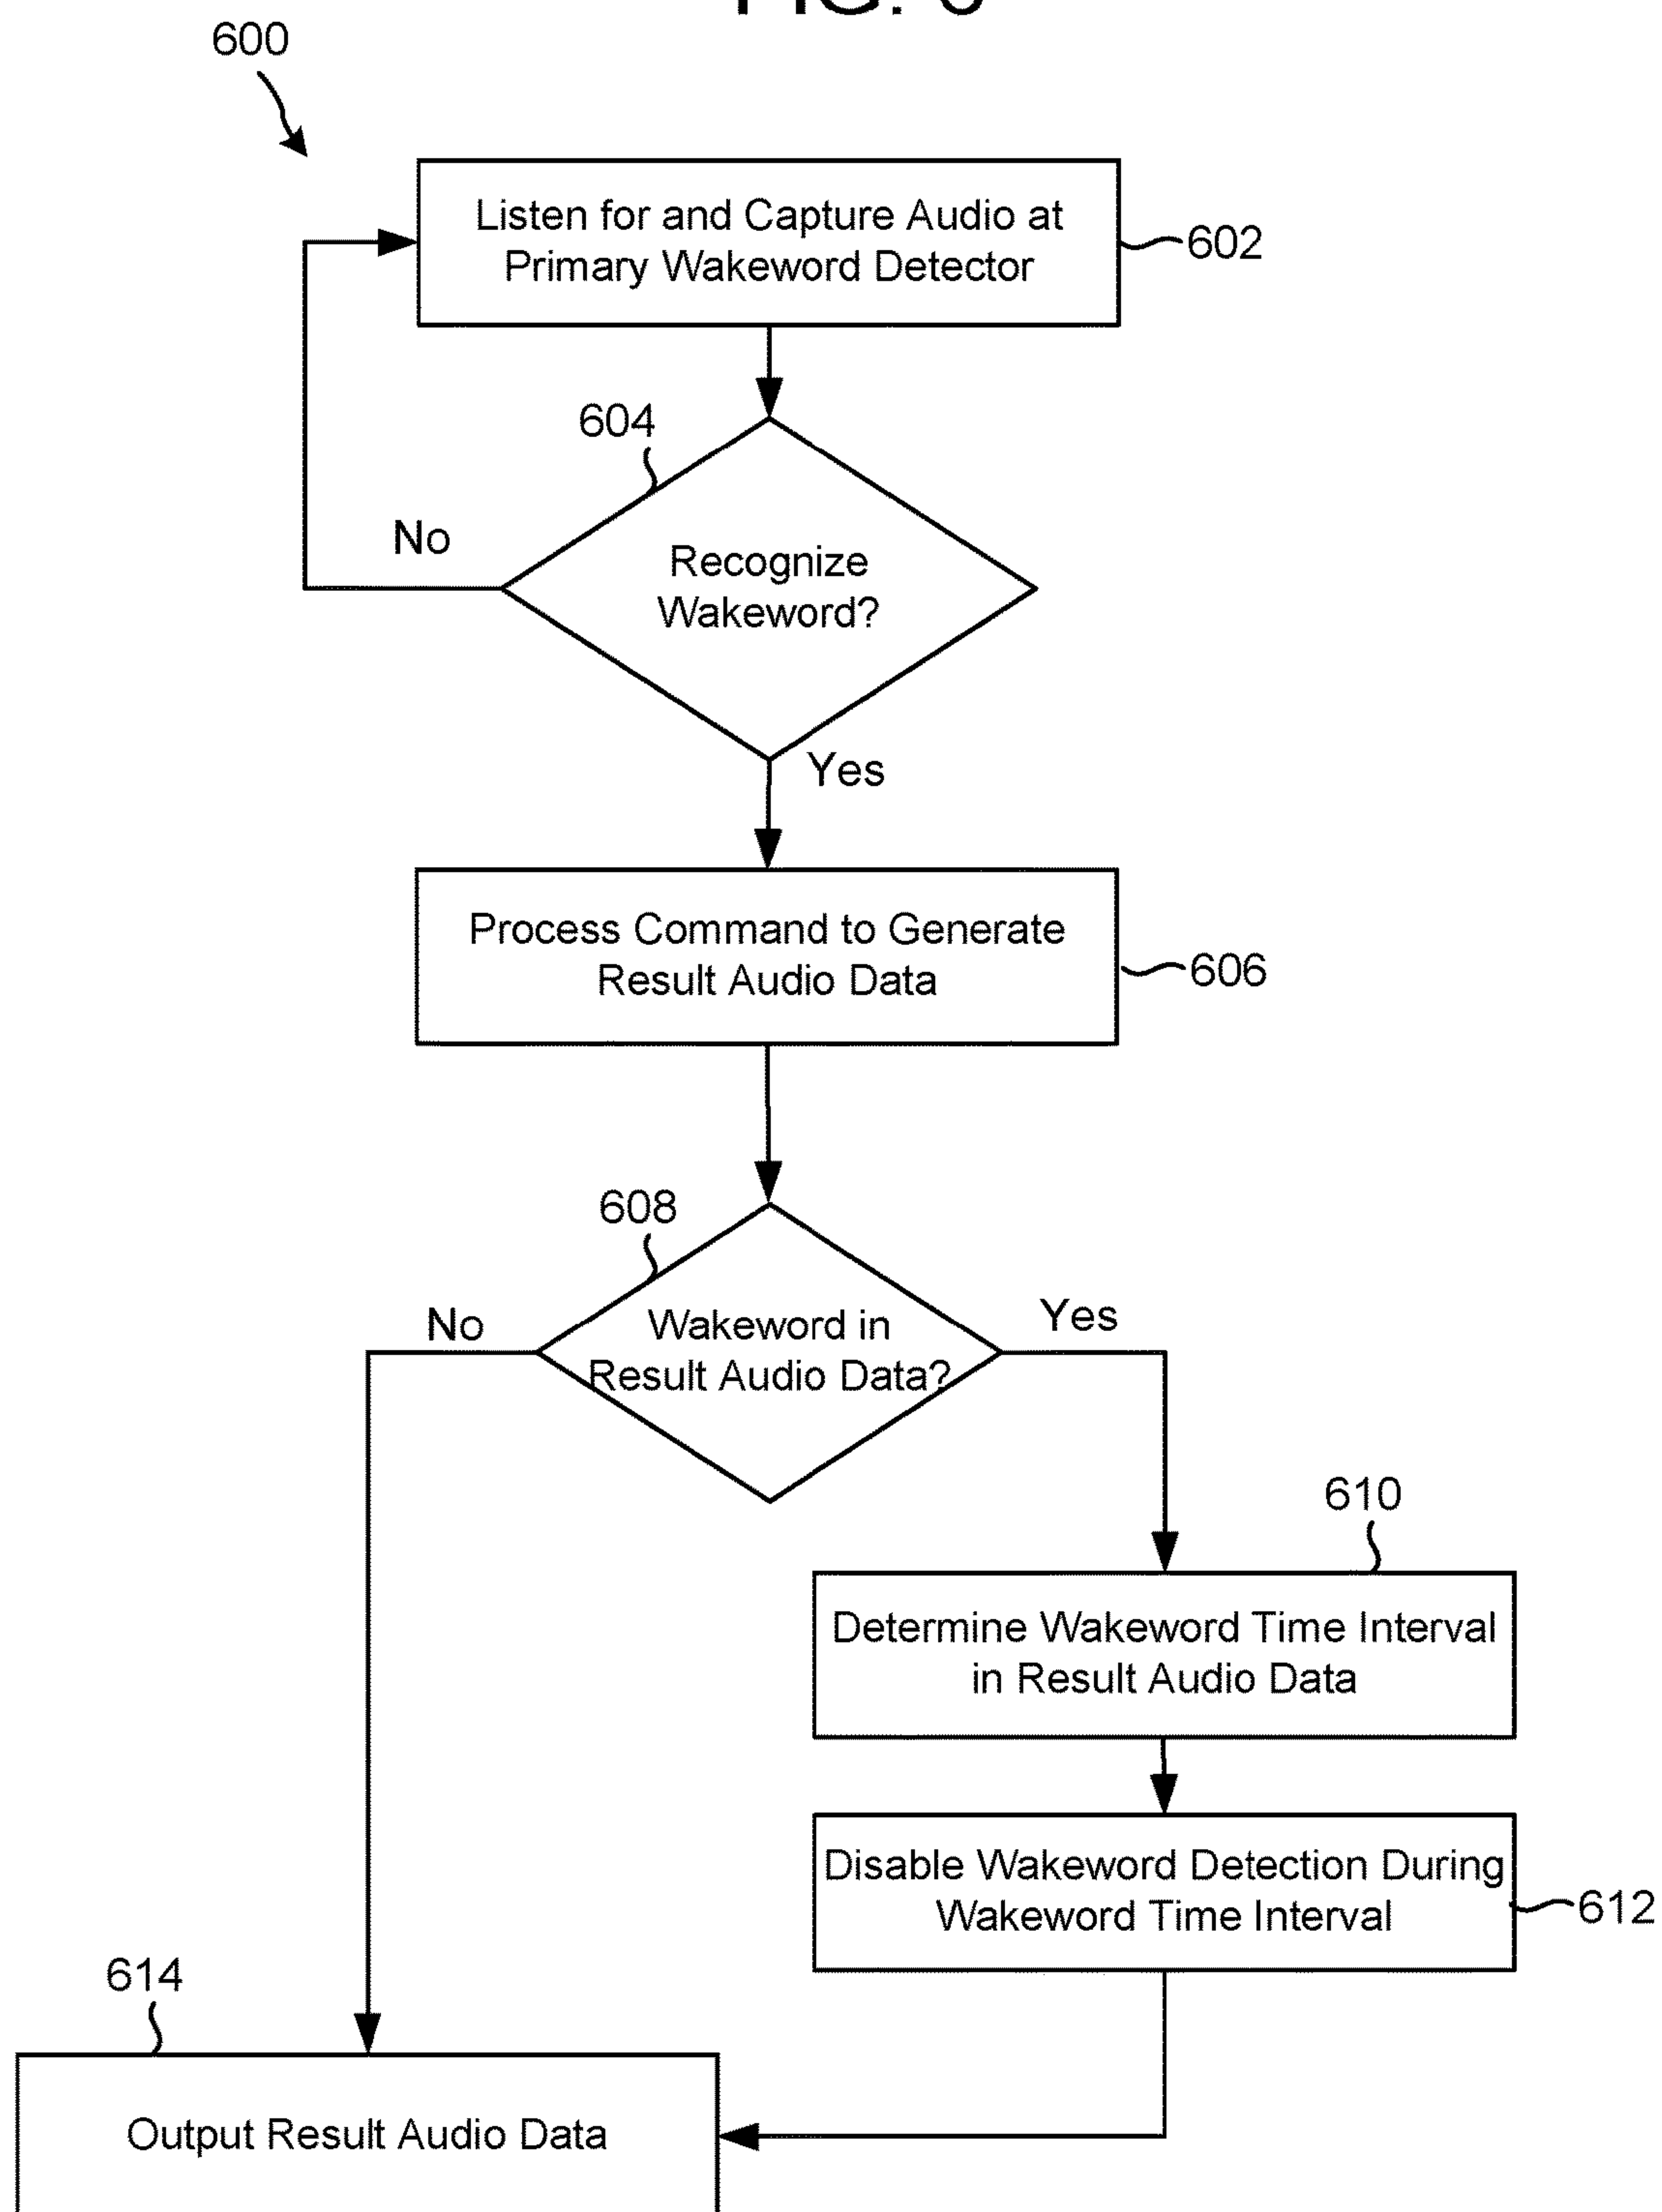 600
Listen for and Capture Audio at
Primary Wakeword Detector
602
604
No
Recognize
Wakeword?
Yes
Process Command to Generate
Result Audio Data
606
608
No
Wakeword in
Result Audio Data?
Yes
610
Determine Wakeword Time Interval
in Result Audio Data
Disable Wakeword Detection During
Wakeword Time Interval
612
614
Output Result Audio Data